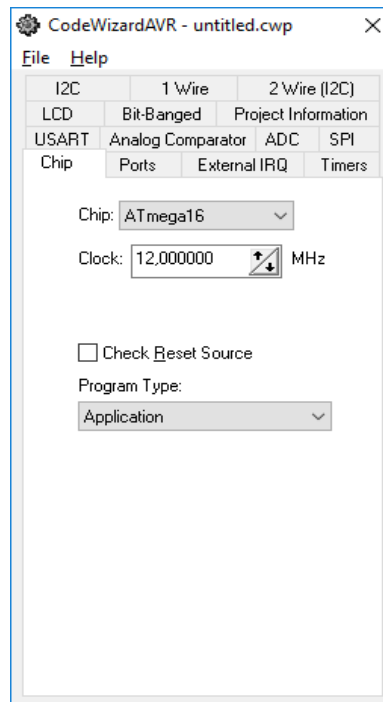 CodeWizardAVR - untitled.cwp
File Help
I2C 1 Wire 2 Wire (I2C)
LCD Bit-Banged Project Information
USART Analog Comparator ADC SPI
Chip Ports External IRQ Timers
Chip: ATmega16
Clock: 12,000000 MHz
Check Reset Source
Program Type:
Application